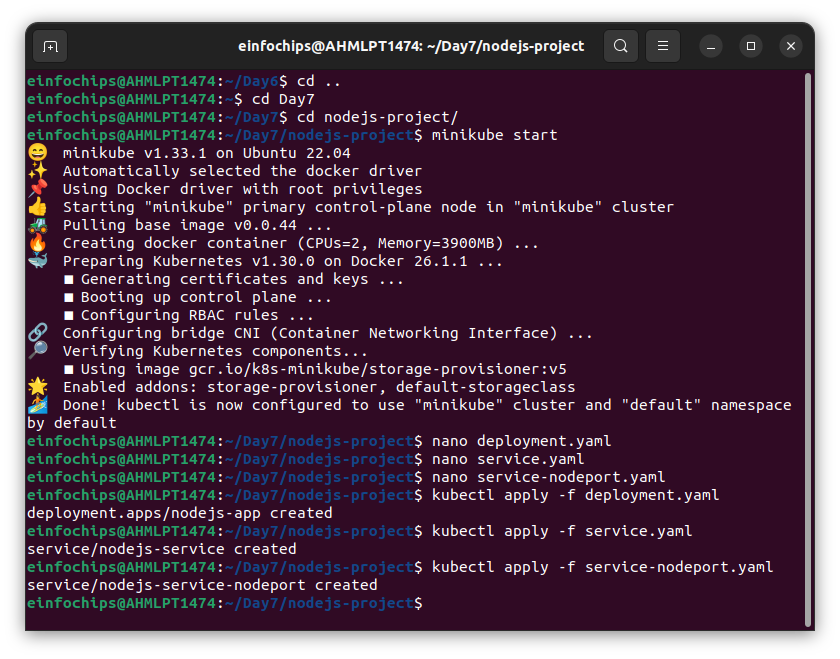 einfochips@AHMLPT1474: ~/Day7/nodejs-project
einfochips@AHMLPT1474:~/Day6$ cd ..
einfochips@AHMLPT1474:~$ cd Day7
einfochips@AHMLPT1474:~/Day7$ cd nodejs-project/
einfochips@AHMLPT1474:~/Day7/nodejs-project$ minikube start
😄  minikube v1.33.1 on Ubuntu 22.04
✨  Automatically selected the docker driver
📌  Using Docker driver with root privileges
👍  Starting "minikube" primary control-plane node in "minikube" cluster
🚜  Pulling base image v0.0.44 ...
🔥  Creating docker container (CPUs=2, Memory=3900MB) ...
🐳  Preparing Kubernetes v1.30.0 on Docker 26.1.1 ...
    ▪ Generating certificates and keys ...
    ▪ Booting up control plane ...
    ▪ Configuring RBAC rules ...
🔗  Configuring bridge CNI (Container Networking Interface) ...
🔎  Verifying Kubernetes components...
    ▪ Using image gcr.io/k8s-minikube/storage-provisioner:v5
🌟  Enabled addons: storage-provisioner, default-storageclass
🏄  Done! kubectl is now configured to use "minikube" cluster and "default" namespace
by default
einfochips@AHMLPT1474:~/Day7/nodejs-project$ nano deployment.yaml
einfochips@AHMLPT1474:~/Day7/nodejs-project$ nano service.yaml
einfochips@AHMLPT1474:~/Day7/nodejs-project$ nano service-nodeport.yaml
einfochips@AHMLPT1474:~/Day7/nodejs-project$ kubectl apply -f deployment.yaml
deployment.apps/nodejs-app created
einfochips@AHMLPT1474:~/Day7/nodejs-project$ kubectl apply -f service.yaml
service/nodejs-service created
einfochips@AHMLPT1474:~/Day7/nodejs-project$ kubectl apply -f service-nodeport.yaml
service/nodejs-service-nodeport created
einfochips@AHMLPT1474:~/Day7/nodejs-project$